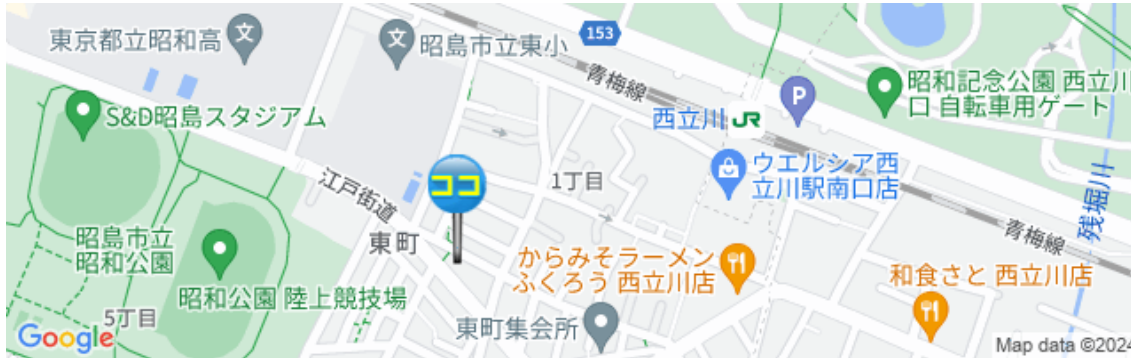 東京都立昭和高
文
文
昭島市立東小
153
青梅線
昭和記念公園 西立川
口 自転車用ゲート
P
西立川 JR
S&D昭島スタジアム
ウエルシア西
立川駅南口店
1丁目
ココ
江戸街道
残堀川
東町
昭島市立
昭和公園
青梅線
からみそラーメン
ふくろう 西立川店
和食さと 西立川店
昭和公園 陸上競技場
5丁目
東町集会所
Google
Map data ©2024